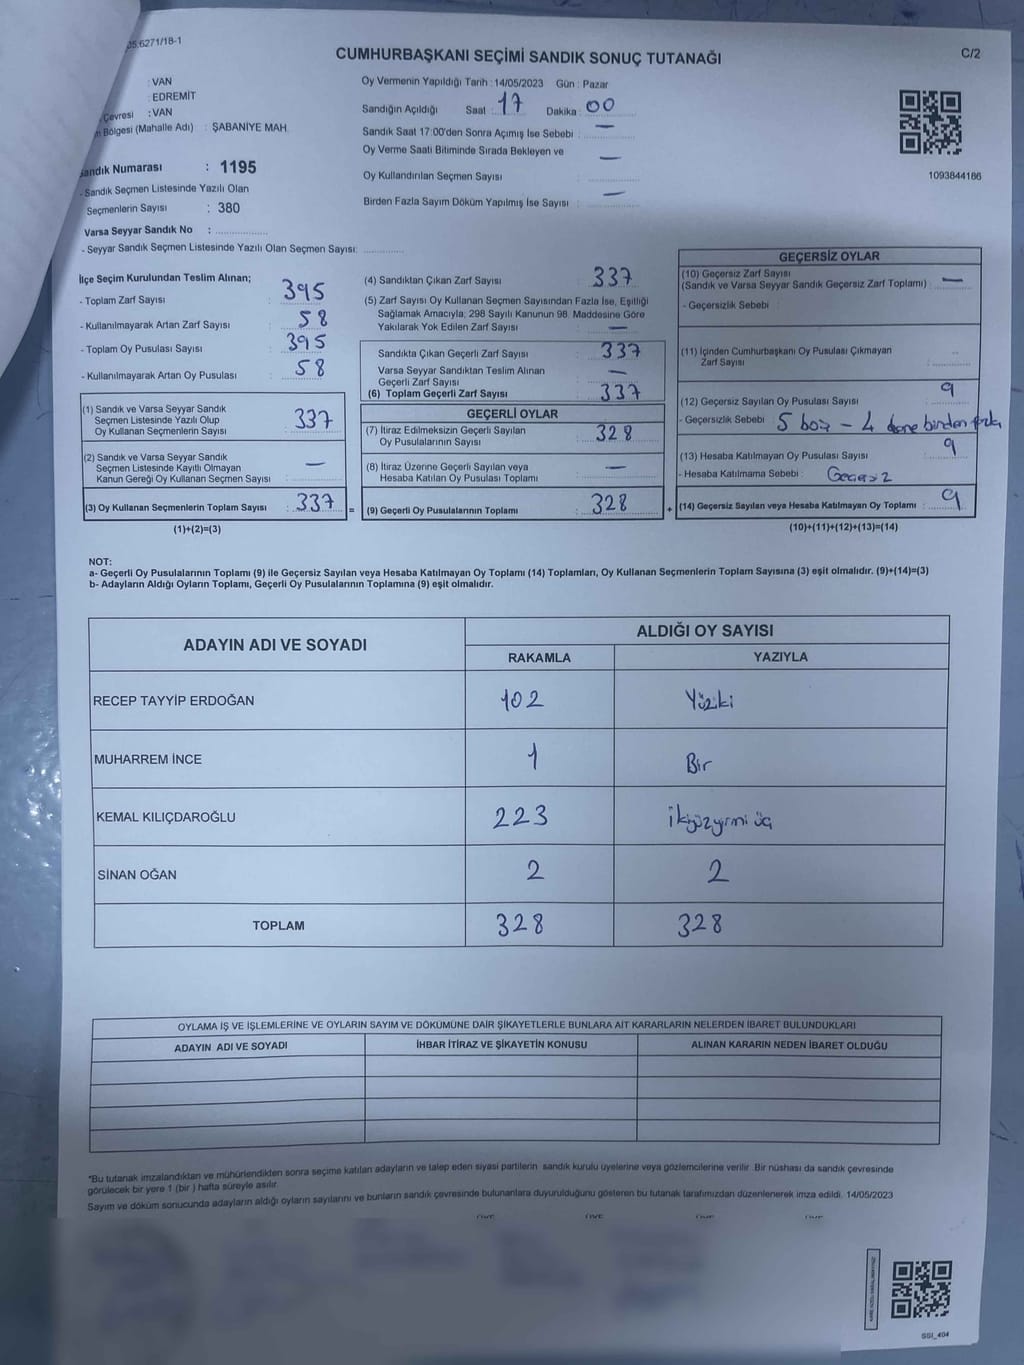 05.6271/18-1
CUMHURBAŞKANI SEÇİMİ SANDIK SONUÇ TUTANAĞI
C/2
: VAN
: EDREMİT
Çevresi : VAN
Bölgesi (Mahalle Adı) : ŞABANİYE MAH.
Sandık Numarası : 1195
- Sandık Seçmen Listesinde Yazılı Olan
Seçmenlerin Sayısı : 380
Varsa Seyyar Sandık No :
- Seyyar Sandık Seçmen Listesinde Yazılı Olan Seçmen Sayısı:
Oy Vermenin Yapıldığı Tarih : 14/05/2023 Gün : Pazar
Sandığın Açıldığı Saat : 17 Dakika : 00
Sandık Saat 17:00'den Sonra Açımış İse Sebebi : —
Oy Verme Saati Bitiminde Sırada Bekleyen ve
Oy Kullandırılan Seçmen Sayısı : —
Birden Fazla Sayım Döküm Yapılmış İse Sayısı : —
1093844186
İlçe Seçim Kurulundan Teslim Alınan;
- Toplam Zarf Sayısı : 395
- Kullanılmayarak Artan Zarf Sayısı : 58
- Toplam Oy Pusulası Sayısı : 395
- Kullanılmayarak Artan Oy Pusulası : 58
(1) Sandık ve Varsa Seyyar Sandık
Seçmen Listesinde Yazılı Olup
Oy Kullanan Seçmenlerin Sayısı : 337
(2) Sandık ve Varsa Seyyar Sandık
Seçmen Listesinde Kayıtlı Olmayan
Kanun Gereği Oy Kullanan Seçmen Sayısı : —
(3) Oy Kullanan Seçmenlerin Toplam Sayısı : 337 =
(1)+(2)=(3)
(4) Sandıktan Çıkan Zarf Sayısı : 337
(5) Zarf Sayısı Oy Kullanan Seçmen Sayısından Fazla İse, Eşitliği
Sağlamak Amacıyla; 298 Sayılı Kanunun 98. Maddesine Göre
Yakılarak Yok Edilen Zarf Sayısı : —
Sandıkta Çıkan Geçerli Zarf Sayısı : 337
Varsa Seyyar Sandıktan Teslim Alınan
Geçerli Zarf Sayısı : —
(6) Toplam Geçerli Zarf Sayısı : 337
GEÇERLİ OYLAR
(7) İtiraz Edilmeksizin Geçerli Sayılan
Oy Pusulalarının Sayısı : 328
(8) İtiraz Üzerine Geçerli Sayılan veya
Hesaba Katılan Oy Pusulası Toplamı : —
(9) Geçerli Oy Pusulalarının Toplamı : 328 +
GEÇERSİZ OYLAR
(10) Geçersiz Zarf Sayısı
(Sandık ve Varsa Seyyar Sandık Geçersiz Zarf Toplamı) : —
- Geçersizlik Sebebi :
(11) İçinden Cumhurbaşkanı Oy Pusulası Çıkmayan
Zarf Sayısı :
(12) Geçersiz Sayılan Oy Pusulası Sayısı : 9
- Geçersizlik Sebebi : 5 boş - 4 tane birden fazla
(13) Hesaba Katılmayan Oy Pusulası Sayısı : 9
- Hesaba Katılmama Sebebi : Geçersiz
(14) Geçersiz Sayılan veya Hesaba Katılmayan Oy Toplamı : 9
(10)+(11)+(12)+(13)=(14)
NOT:
a- Geçerli Oy Pusulalarının Toplamı (9) ile Geçersiz Sayılan veya Hesaba Katılmayan Oy Toplamı (14) Toplamları, Oy Kullanan Seçmenlerin Toplam Sayısına (3) eşit olmalıdır. (9)+(14)=(3)
b- Adayların Aldığı Oyların Toplamı, Geçerli Oy Pusulalarının Toplamına (9) eşit olmalıdır.
ADAYIN ADI VE SOYADI
ALDIĞI OY SAYISI
RAKAMLA YAZIYLA
RECEP TAYYİP ERDOĞAN 102 Yüziki
MUHARREM İNCE 1 Bir
KEMAL KILIÇDAROĞLU 223 ikiyüzyirmi üç
SİNAN OĞAN 2 2
TOPLAM 328 328
OYLAMA İŞ VE İŞLEMLERİNE VE OYLARIN SAYIM VE DÖKÜMÜNE DAİR ŞİKAYETLERLE BUNLARA AİT KARARLARIN NELERDEN İBARET BULUNDUKLARI
ADAYIN ADI VE SOYADI İHBAR İTİRAZ VE ŞİKAYETİN KONUSU ALINAN KARARIN NEDEN İBARET OLDUĞU
*Bu tutanak imzalandıktan ve mühürlendikten sonra seçime katılan adayların ve talep eden siyasi partilerin sandık kurulu üyelerine veya gözlemcilerine verilir. Bir nüshası da sandık çevresinde
görülecek bir yere 1 (bir ) hafta süreyle asılır.
Sayım ve döküm sonucunda adayların aldığı oyların sayılarını ve bunların sandık çevresinde bulunanlara duyurulduğunu gösteren bu tutanak tarafımızdan düzenlenerek imza edildi. 14/05/2023
SSI_404